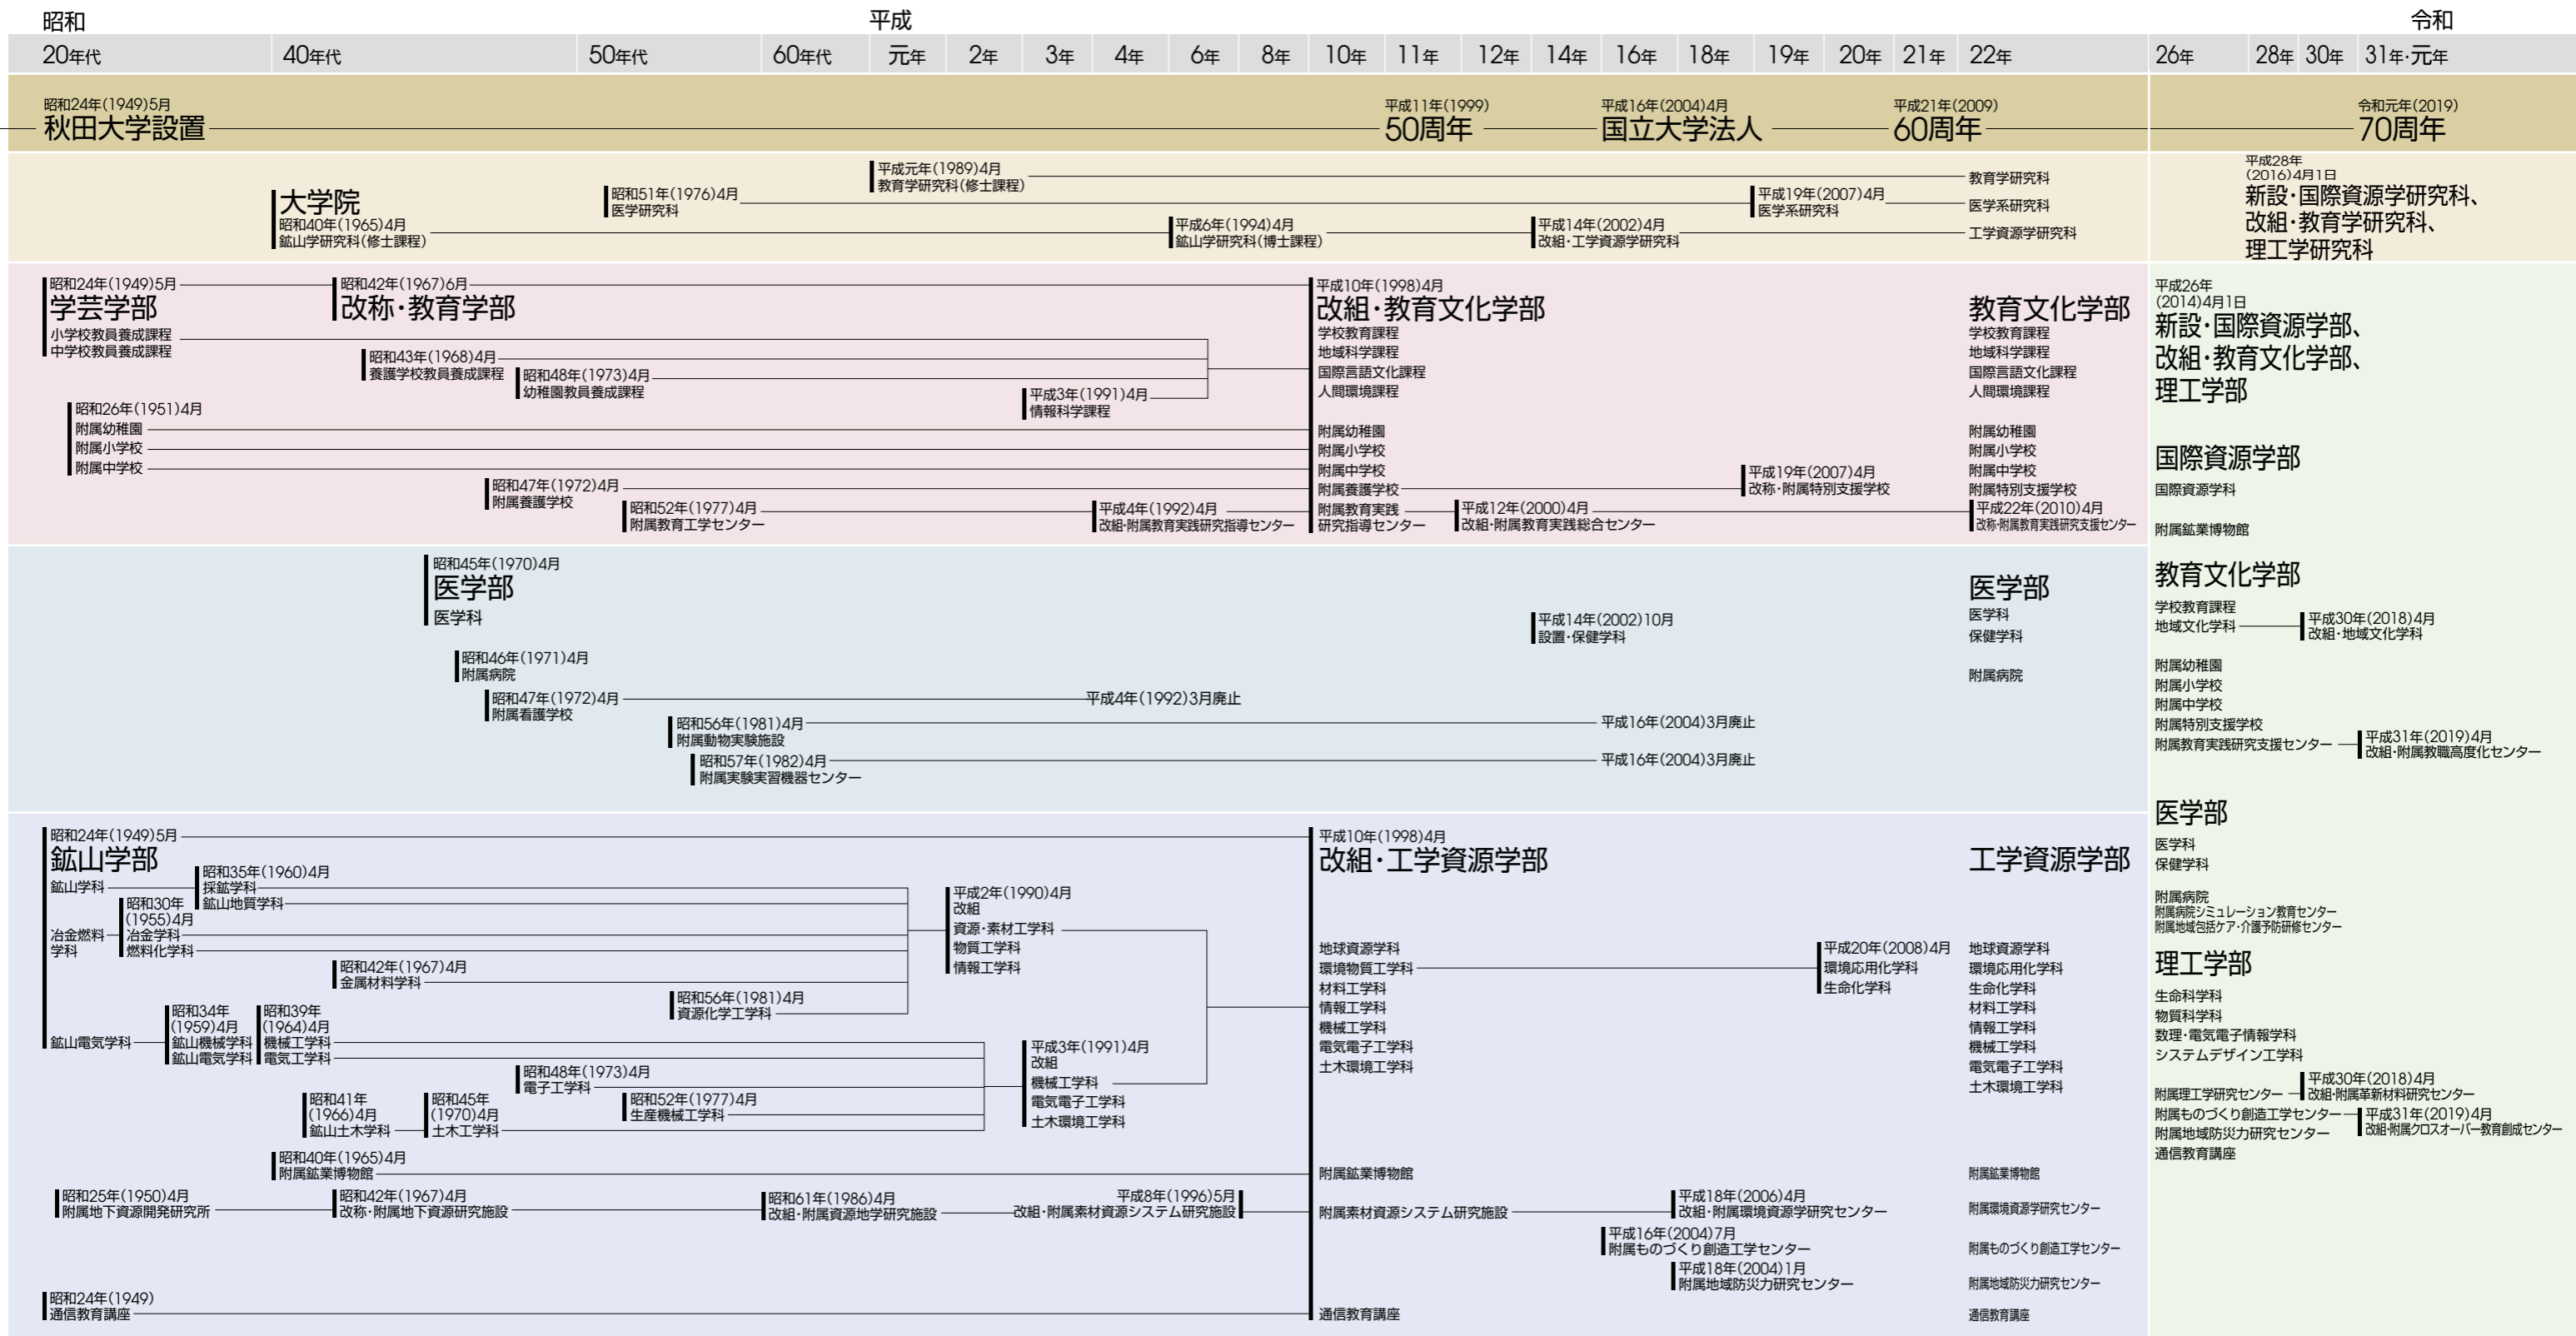 昭和
平成
令和
20年代
40年代
50年代
60年代
元年
2年
3年
4年
6年
8年
10年
11年
12年
14年
16年
18年
19年
20年
21年
22年
26年
28年
30年
31年・元年
昭和24年(1949)5月
秋田大学設置
平成11年(1999)
50周年
平成16年(2004)4月
国立大学法人
平成21年(2009)
60周年
令和元年(2019)
70周年
大学院
昭和40年(1965)4月
鉱山学研究科(修士課程)
昭和51年(1976)4月
医学研究科
平成元年(1989)4月
教育学研究科(修士課程)
平成6年(1994)4月
鉱山学研究科(博士課程)
平成14年(2002)4月
改組・工学資源学研究科
平成19年(2007)4月
医学系研究科
教育学研究科
医学系研究科
工学資源学研究科
平成28年
(2016)4月1日
新設・国際資源学研究科、
改組・教育学研究科、
理工学研究科
昭和24年(1949)5月
学芸学部
小学校教員養成課程
中学校教員養成課程
昭和42年(1967)6月
改称・教育学部
昭和43年(1968)4月
養護学校教員養成課程
昭和48年(1973)4月
幼稚園教員養成課程
平成3年(1991)4月
情報科学課程
昭和26年(1951)4月
附属幼稚園
附属小学校
附属中学校
昭和47年(1972)4月
附属養護学校
昭和52年(1977)4月
附属教育工学センター
平成4年(1992)4月
改組・附属教育実践研究指導センター
平成10年(1998)4月
改組・教育文化学部
学校教育課程
地域科学課程
国際言語文化課程
人間環境課程
附属幼稚園
附属小学校
附属中学校
附属養護学校
附属教育実践
研究指導センター
平成12年(2000)4月
改組・附属教育実践総合センター
平成19年(2007)4月
改称・附属特別支援学校
教育文化学部
学校教育課程
地域科学課程
国際言語文化課程
人間環境課程
附属幼稚園
附属小学校
附属中学校
附属特別支援学校
平成22年(2010)4月
改称・附属教育実践研究支援センター
昭和45年(1970)4月
医学部
医学科
昭和46年(1971)4月
附属病院
昭和47年(1972)4月
附属看護学校
平成4年(1992)3月廃止
昭和56年(1981)4月
附属動物実験施設
平成16年(2004)3月廃止
昭和57年(1982)4月
附属実験実習機器センター
平成16年(2004)3月廃止
平成14年(2002)10月
設置・保健学科
医学部
医学科
保健学科
附属病院
昭和24年(1949)5月
鉱山学部
鉱山学科
昭和35年(1960)4月
採鉱学科
鉱山地質学科
冶金燃料
学科
昭和30年
(1955)4月
冶金学科
燃料化学科
昭和42年(1967)4月
金属材料学科
昭和56年(1981)4月
資源化学工学科
鉱山電気学科
昭和34年
(1959)4月
鉱山機械学科
鉱山電気学科
昭和39年
(1964)4月
機械工学科
電気工学科
昭和48年(1973)4月
電子工学科
昭和41年
(1966)4月
鉱山土木学科
昭和45年
(1970)4月
土木工学科
昭和52年(1977)4月
生産機械工学科
平成2年(1990)4月
改組
資源・素材工学科
物質工学科
情報工学科
平成3年(1991)4月
改組
機械工学科
電気電子工学科
土木環境工学科
昭和40年(1965)4月
附属鉱業博物館
昭和25年(1950)4月
附属地下資源開発研究所
昭和42年(1967)4月
改称・附属地下資源研究施設
昭和61年(1986)4月
改組・附属資源地学研究施設
平成8年(1996)5月
改組・附属素材資源システム研究施設
昭和24年(1949)
通信教育講座
平成10年(1998)4月
改組・工学資源学部
地球資源学科
環境物質工学科
材料工学科
情報工学科
機械工学科
電気電子工学科
土木環境工学科
附属鉱業博物館
附属素材資源システム研究施設
通信教育講座
平成20年(2008)4月
環境応用化学科
生命化学科
平成18年(2006)4月
改組・附属環境資源学研究センター
平成16年(2004)7月
附属ものづくり創造工学センター
平成18年(2004)1月
附属地域防災力研究センター
工学資源学部
地球資源学科
環境応用化学科
生命化学科
材料工学科
情報工学科
機械工学科
電気電子工学科
土木環境工学科
附属鉱業博物館
附属環境資源学研究センター
附属ものづくり創造工学センター
附属地域防災力研究センター
通信教育講座
平成26年
(2014)4月1日
新設・国際資源学部、
改組・教育文化学部、
理工学部
国際資源学部
国際資源学科
附属鉱業博物館
教育文化学部
学校教育課程
地域文化学科
平成30年(2018)4月
改組・地域文化学科
附属幼稚園
附属小学校
附属中学校
附属特別支援学校
附属教育実践研究支援センター
平成31年(2019)4月
改組・附属教職高度化センター
医学部
医学科
保健学科
附属病院
附属病院シミュレーション教育センター
附属地域包括ケア・介護予防研修センター
理工学部
生命科学科
物質科学科
数理・電気電子情報学科
システムデザイン工学科
附属理工学研究センター
平成30年(2018)4月
改組・附属革新材料研究センター
附属ものづくり創造工学センター
平成31年(2019)4月
改組・附属クロスオーバー教育創成センター
附属地域防災力研究センター
通信教育講座